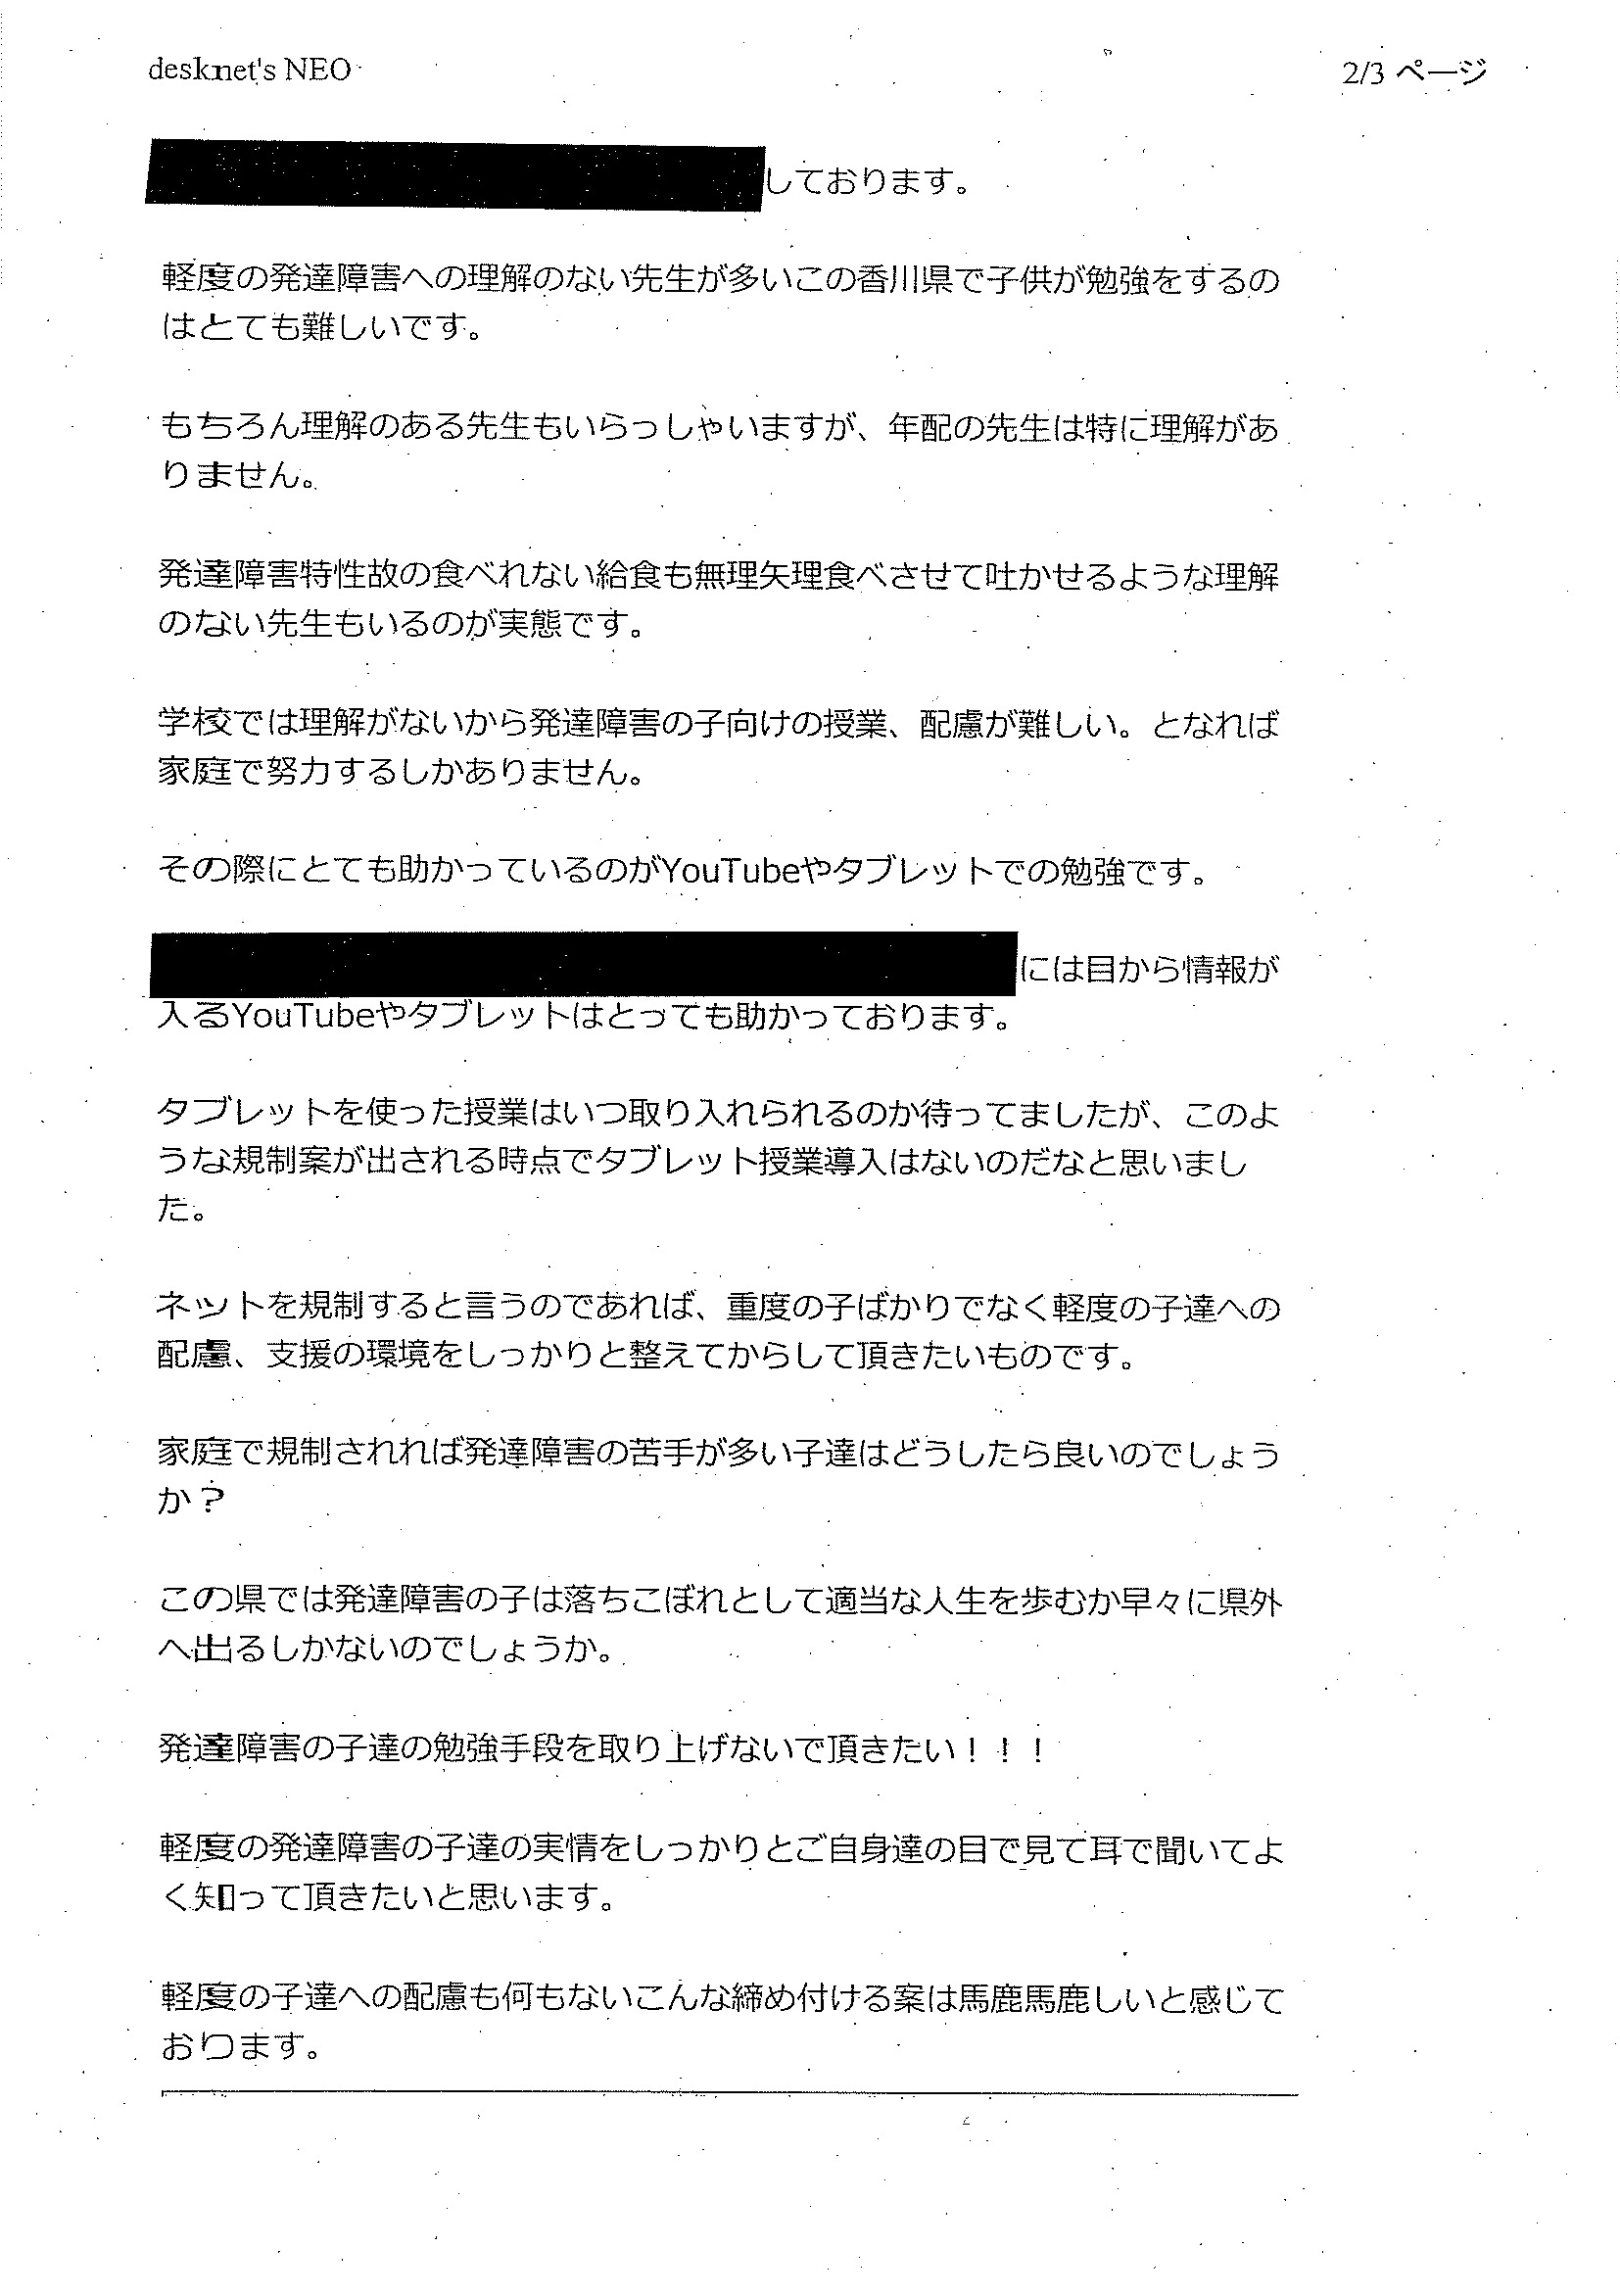 desknet's NEO
2/3 ページ
しております。
軽度の発達障害への理解のない先生が多いこの香川県で子供が勉強をするの
はとても難しいです。
もちろん理解のある先生もいらっしゃいますが、年配の先生は特に理解があ
りません。
発達障害特性故の食べれない給食も無理矢理食べさせて吐かせるような理解
のない先生もいるのが実態です。
学校では理解がないから発達障害の子向けの授業、配慮が難しい。となれば
家庭で努力するしかありません。
その際にとても助かっているのがYouTubeやタブレットでの勉強です。
には目から情報が
入るYouTubeやタブレットはとっても助かっております。
タブレットを使った授業はいつ取り入れられるのか待ってましたが、このよ
うな規制案が出される時点でタブレット授業導入はないのだなと思いまし
た。
ネットを規制すると言うのであれば、重度の子ばかりでなく軽度の子達への
配慮、支援の環境をしっかりと整えてからして頂きたいものです。
家庭で規制されれば発達障害の苦手が多い子達はどうしたら良いのでしょう
か？
この県では発達障害の子は落ちこぼれとして適当な人生を歩むか早々に県外
へ出るしかないのでしょうか。
発達障害の子達の勉強手段を取り上げないで頂きたい！！！
軽度の発達障害の子達の実情をしっかりとご自身達の目で見て耳で聞いてよ
く知って頂きたいと思います。
軽度の子達への配慮も何もないこんな締め付ける案は馬鹿馬鹿しいと感じて
おります。